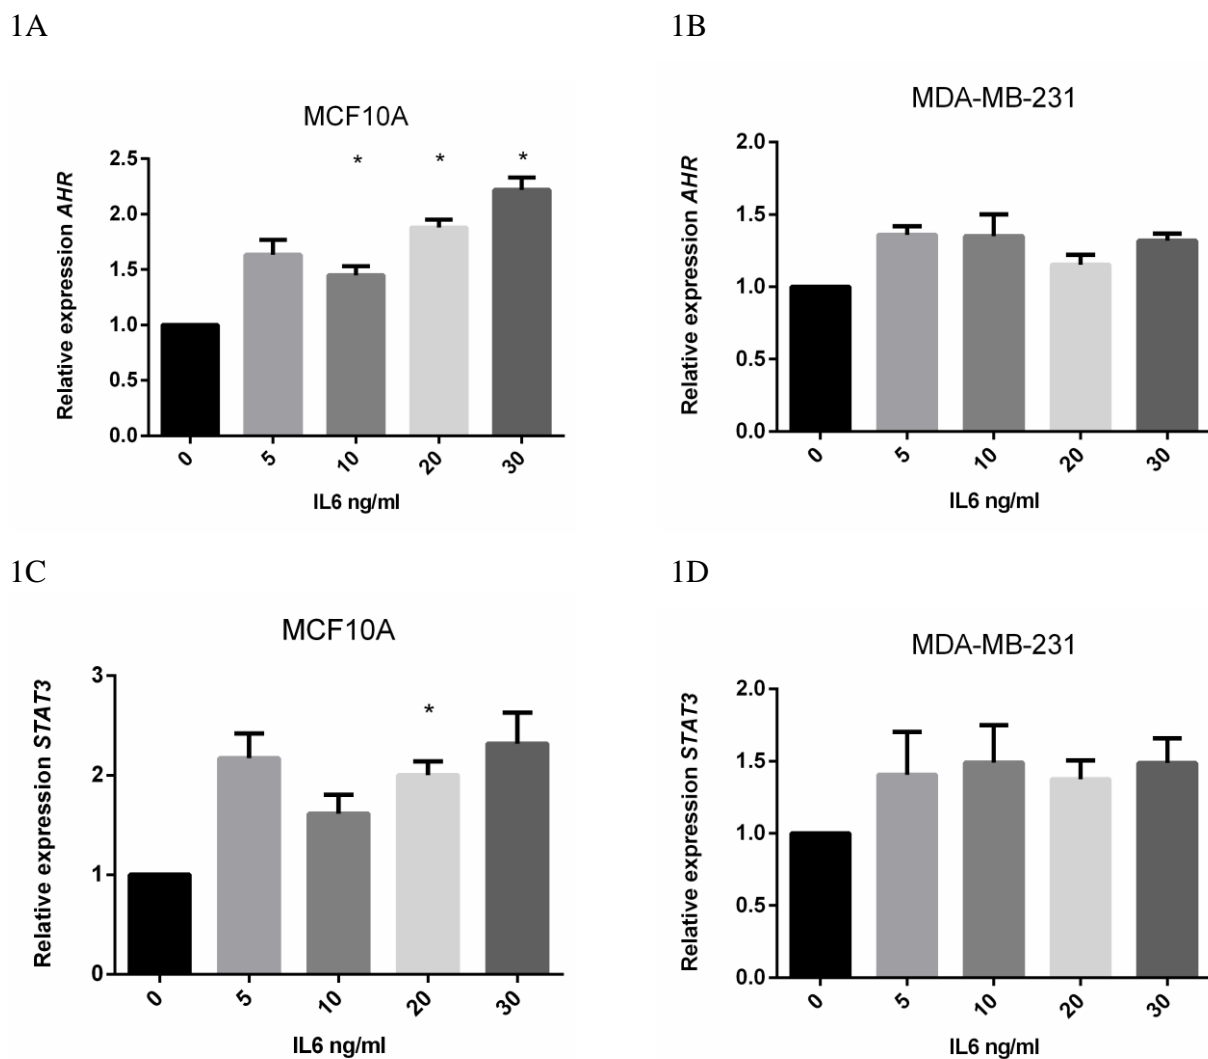 1A
1B
MCF10A
Relative expression AHR
2.5
2.0
1.5
1.0
0.5
0.0
* * *
0 5 10 20 30
IL6 ng/ml
MDA-MB-231
Relative expression AHR
2.0
1.5
1.0
0.5
0.0
0 5 10 20 30
IL6 ng/ml
1C
1D
MCF10A
Relative expression STAT3
3
2
1
0
*
0 5 10 20 30
IL6 ng/ml
MDA-MB-231
Relative expression STAT3
2.0
1.5
1.0
0.5
0.0
0 5 10 20 30
IL6 ng/ml